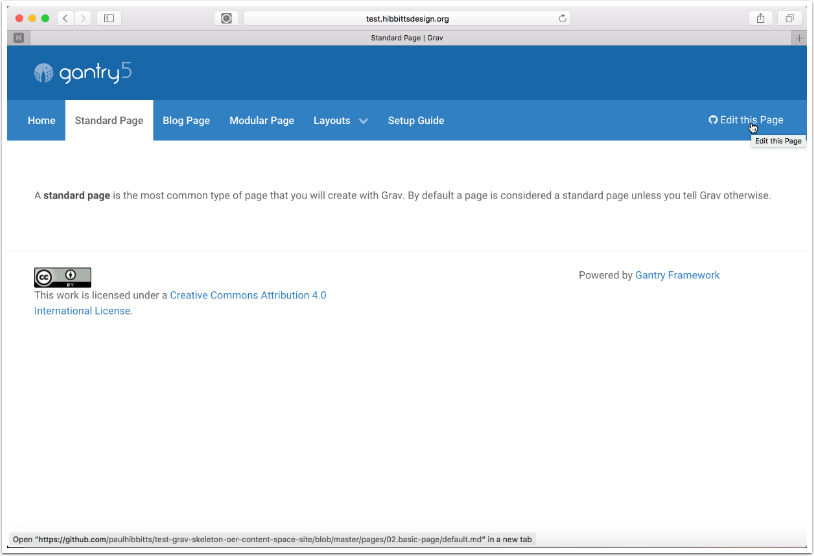 test.hibbittsdesign.org
H
Standard Page | Grav
gantry5
Home Standard Page Blog Page Modular Page Layouts Setup Guide Edit this Page
Edit this Page
A standard page is the most common type of page that you will create with Grav. By default a page is considered a standard page unless you tell Grav otherwise.
cc
BY
This work is licensed under a Creative Commons Attribution 4.0
International License.
Powered by Gantry Framework
Open "https://github.com/paulhibbitts/test-grav-skeleton-oer-content-space-site/blob/master/pages/02.basic-page/default.md" in a new tab